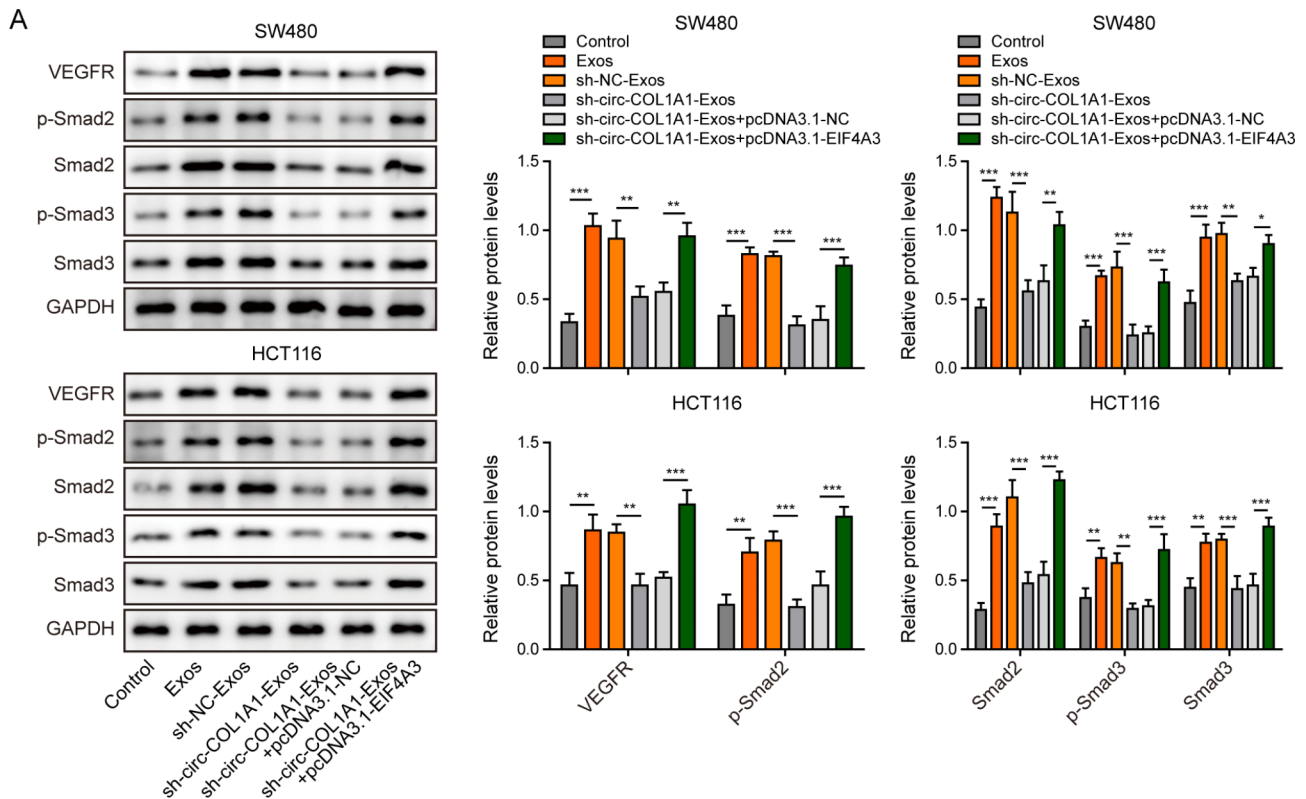 A
SW480
VEGFR
p-Smad2
Smad2
p-Smad3
Smad3
GAPDH
HCT116
VEGFR
p-Smad2
Smad2
p-Smad3
Smad3
GAPDH
Control
Exos
sh-NC-Exos
sh-circ-COL1A1-Exos
sh-circ-COL1A1-Exos
+pcDNA3.1-NC
sh-circ-COL1A1-Exos
+pcDNA3.1-EIF4A3
SW480
Control
Exos
sh-NC-Exos
sh-circ-COL1A1-Exos
sh-circ-COL1A1-Exos+pcDNA3.1-NC
sh-circ-COL1A1-Exos+pcDNA3.1-EIF4A3
Relative protein levels
1.5
1.0
0.5
0.0
*** ** ** *** *** ***
HCT116
Relative protein levels
1.5
1.0
0.5
0.0
** ** *** ** *** ***
VEGFR
p-Smad2
SW480
Control
Exos
sh-NC-Exos
sh-circ-COL1A1-Exos
sh-circ-COL1A1-Exos+pcDNA3.1-NC
sh-circ-COL1A1-Exos+pcDNA3.1-EIF4A3
Relative protein levels
1.5
1.0
0.5
0.0
*** *** ** *** *** *** *** ** *
HCT116
Relative protein levels
1.5
1.0
0.5
0.0
*** *** *** ** ** *** ** *** ***
Smad2
p-Smad3
Smad3